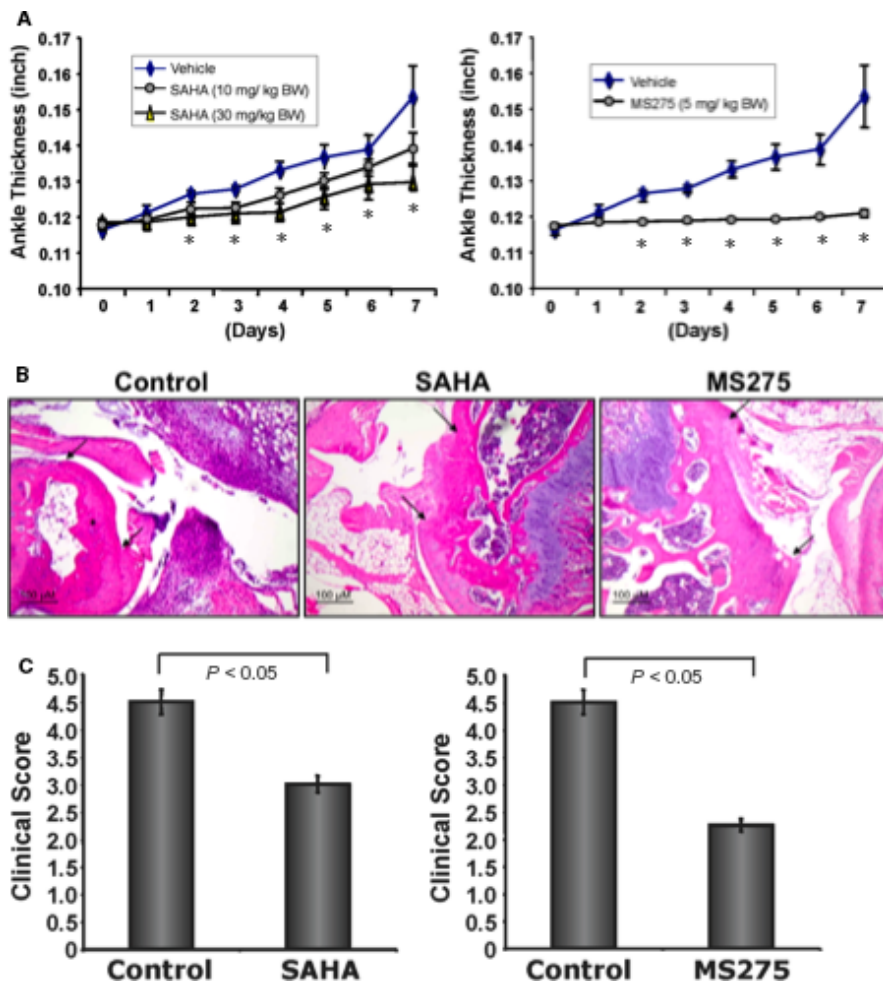 A
Ankle Thickness (inch)
0.17
0.16
0.15
0.14
0.13
0.12
0.11
0.10
Vehicle
SAHA (10 mg/ kg BW)
SAHA (30 mg/kg BW)
* * * * * *
0 1 2 3 4 5 6 7
(Days)
Ankle Thickness (inch)
0.17
0.16
0.15
0.14
0.13
0.12
0.11
0.10
Vehicle
MS275 (5 mg/ kg BW)
* * * * * *
0 1 2 3 4 5 6 7
(Days)
B
Control
SAHA
MS275
100 µM
100 µM
100 µM
C
Clinical Score
5.0
4.5
4.0
3.5
3.0
2.5
2.0
1.5
1.0
0.5
0
P < 0.05
Control SAHA
Clinical Score
5.0
4.5
4.0
3.5
3.0
2.5
2.0
1.5
1.0
0.5
0
P < 0.05
Control MS275